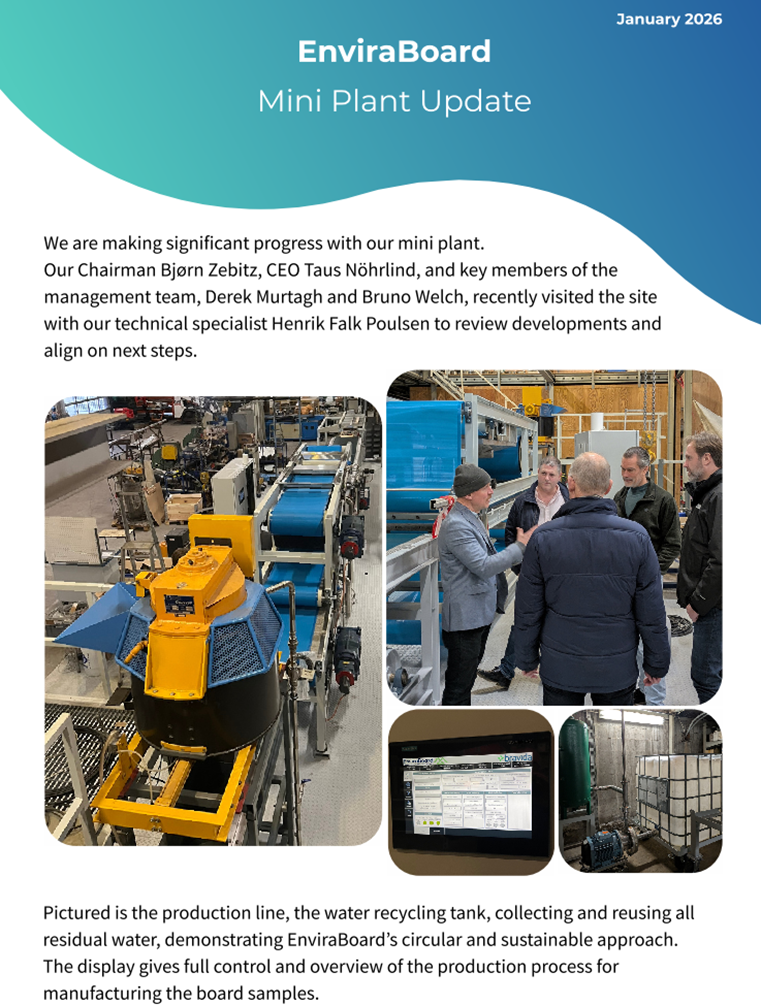 January 2026
EnviraBoard
Mini Plant Update
We are making significant progress with our mini plant.
Our Chairman Bjørn Zebitz, CEO Taus Nöhrlind, and key members of the
management team, Derek Murtagh and Bruno Welch, recently visited the site
with our technical specialist Henrik Falk Poulsen to review developments and
align on next steps.
bravida
Pictured is the production line, the water recycling tank, collecting and reusing all
residual water, demonstrating EnviraBoard’s circular and sustainable approach.
The display gives full control and overview of the production process for
manufacturing the board samples.